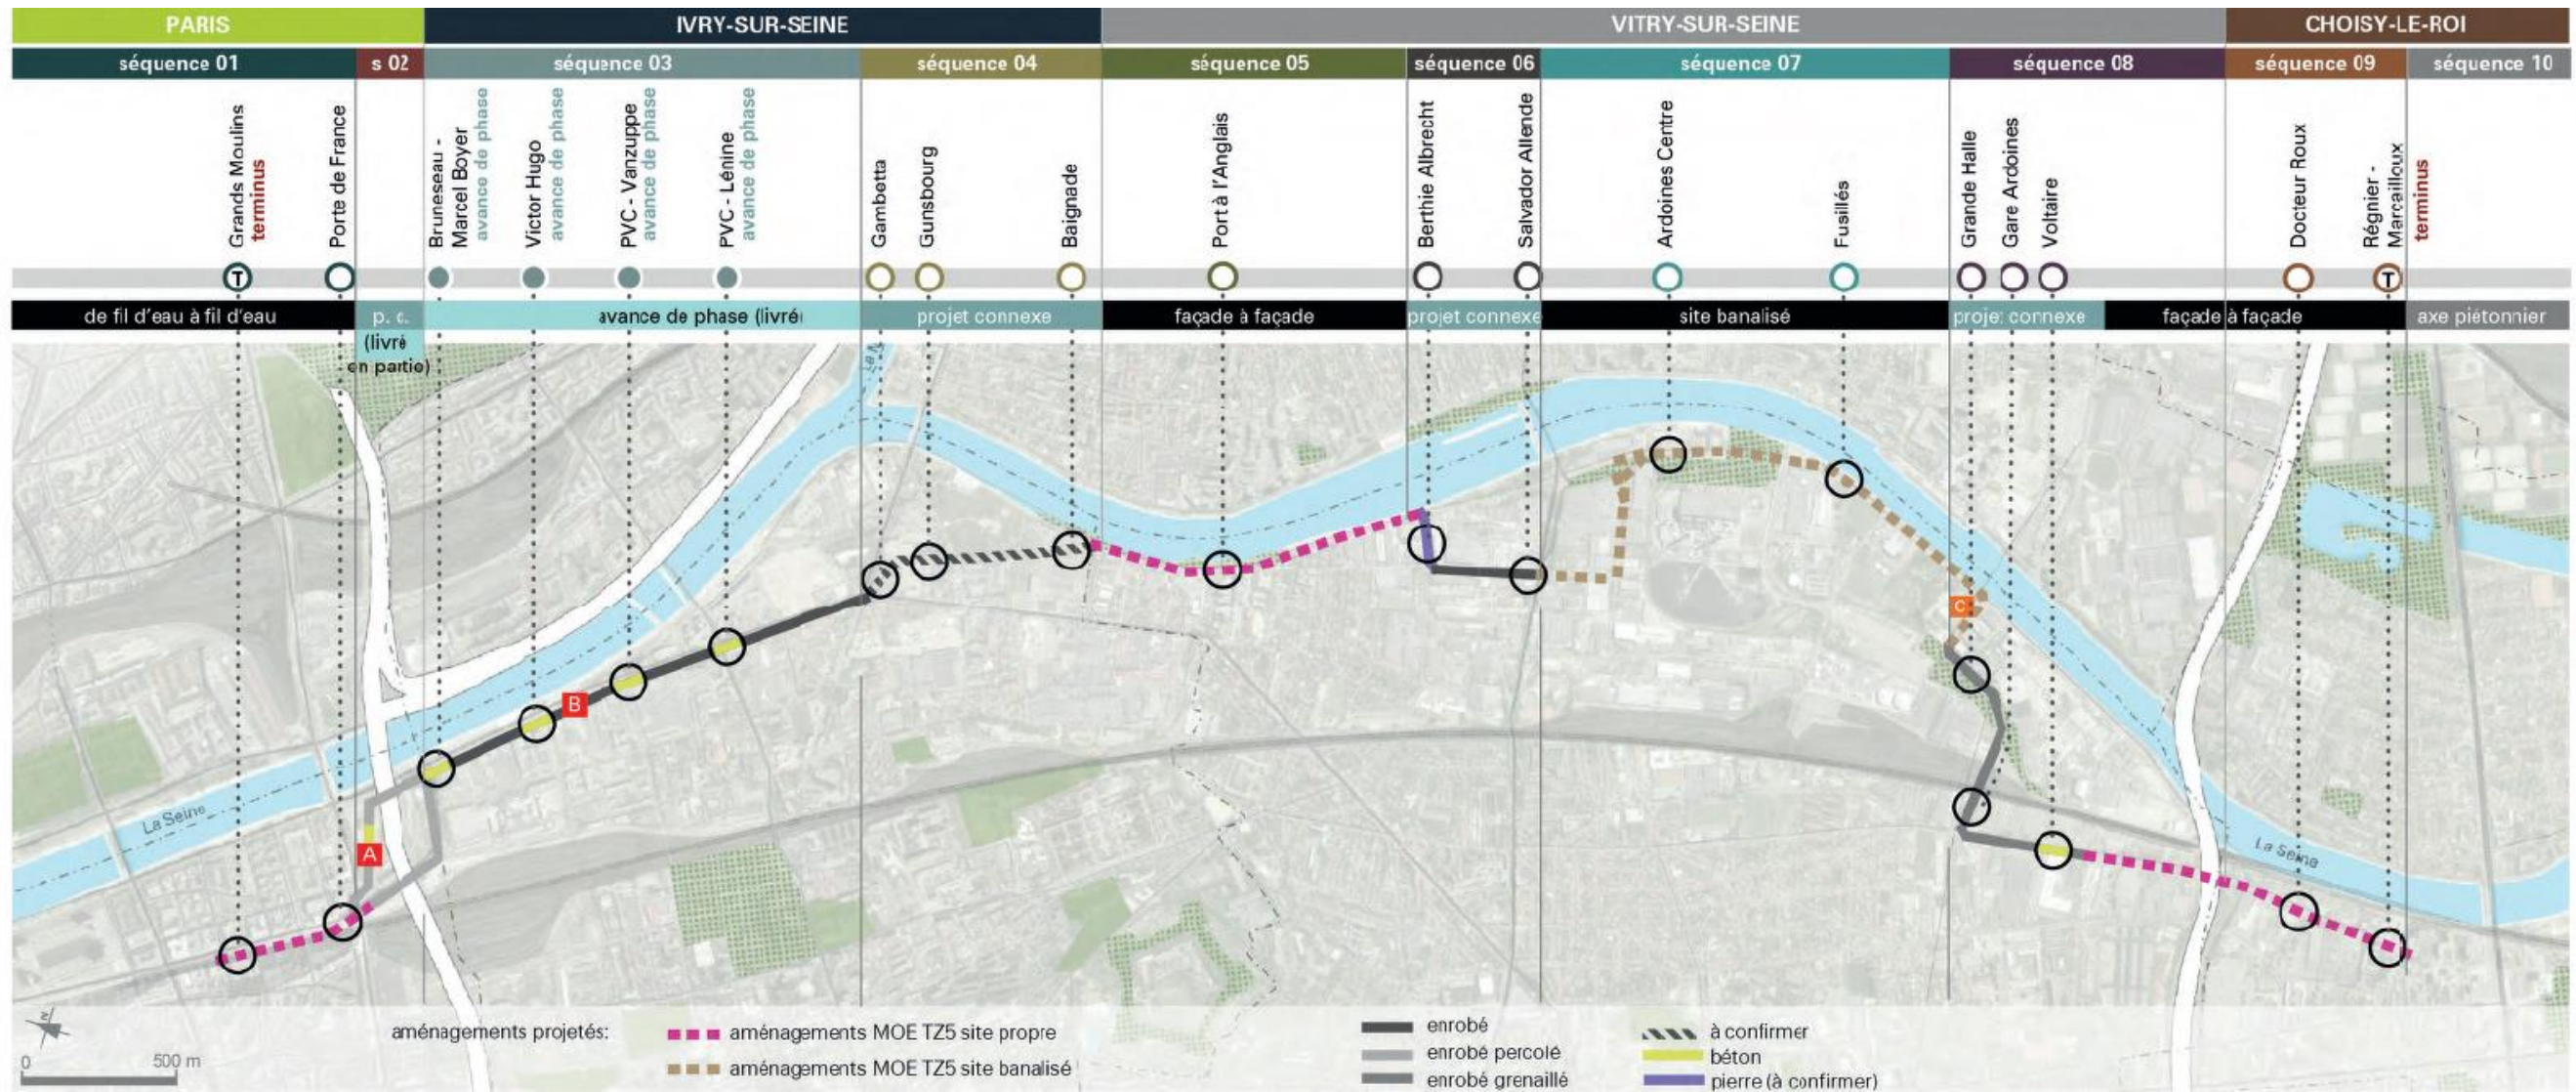 PARIS
IVRY-SUR-SEINE
VITRY-SUR-SEINE
CHOISY-LE-ROI
séquence 01
s 02
séquence 03
séquence 04
séquence 05
séquence 06
séquence 07
séquence 08
séquence 09
séquence 10
Grands Moulins
terminus
Porte de France
Bruneseau -
Marcel Boyer
avance de phase
Victor Hugo
avance de phase
PVC - Vanzuppe
avance de phase
PVC - Lénine
avance de phase
Gambetta
Gunsbourg
Baignade
Port à l'Anglais
Berthie Albrecht
Salvador Allende
Ardoines Centre
Fusillés
Grande Halle
Gare Ardoines
Voltaire
Docteur Roux
Régnier -
Marcailloux
terminus
T
T
de fil d'eau à fil d'eau
p. c.
avance de phase (livré)
projet connexe
façade à façade
projet connexe
site banalisé
projet connexe
façade à façade
axe piétonnier
(livré
en partie)
La Seine
A
B
C
La Seine
N
0
500 m
aménagements projetés:
aménagements MOE TZ5 site propre
aménagements MOE TZ5 site banalisé
enrobé
enrobé percolé
enrobé grenaillé
à confirmer
béton
pierre (à confirmer)